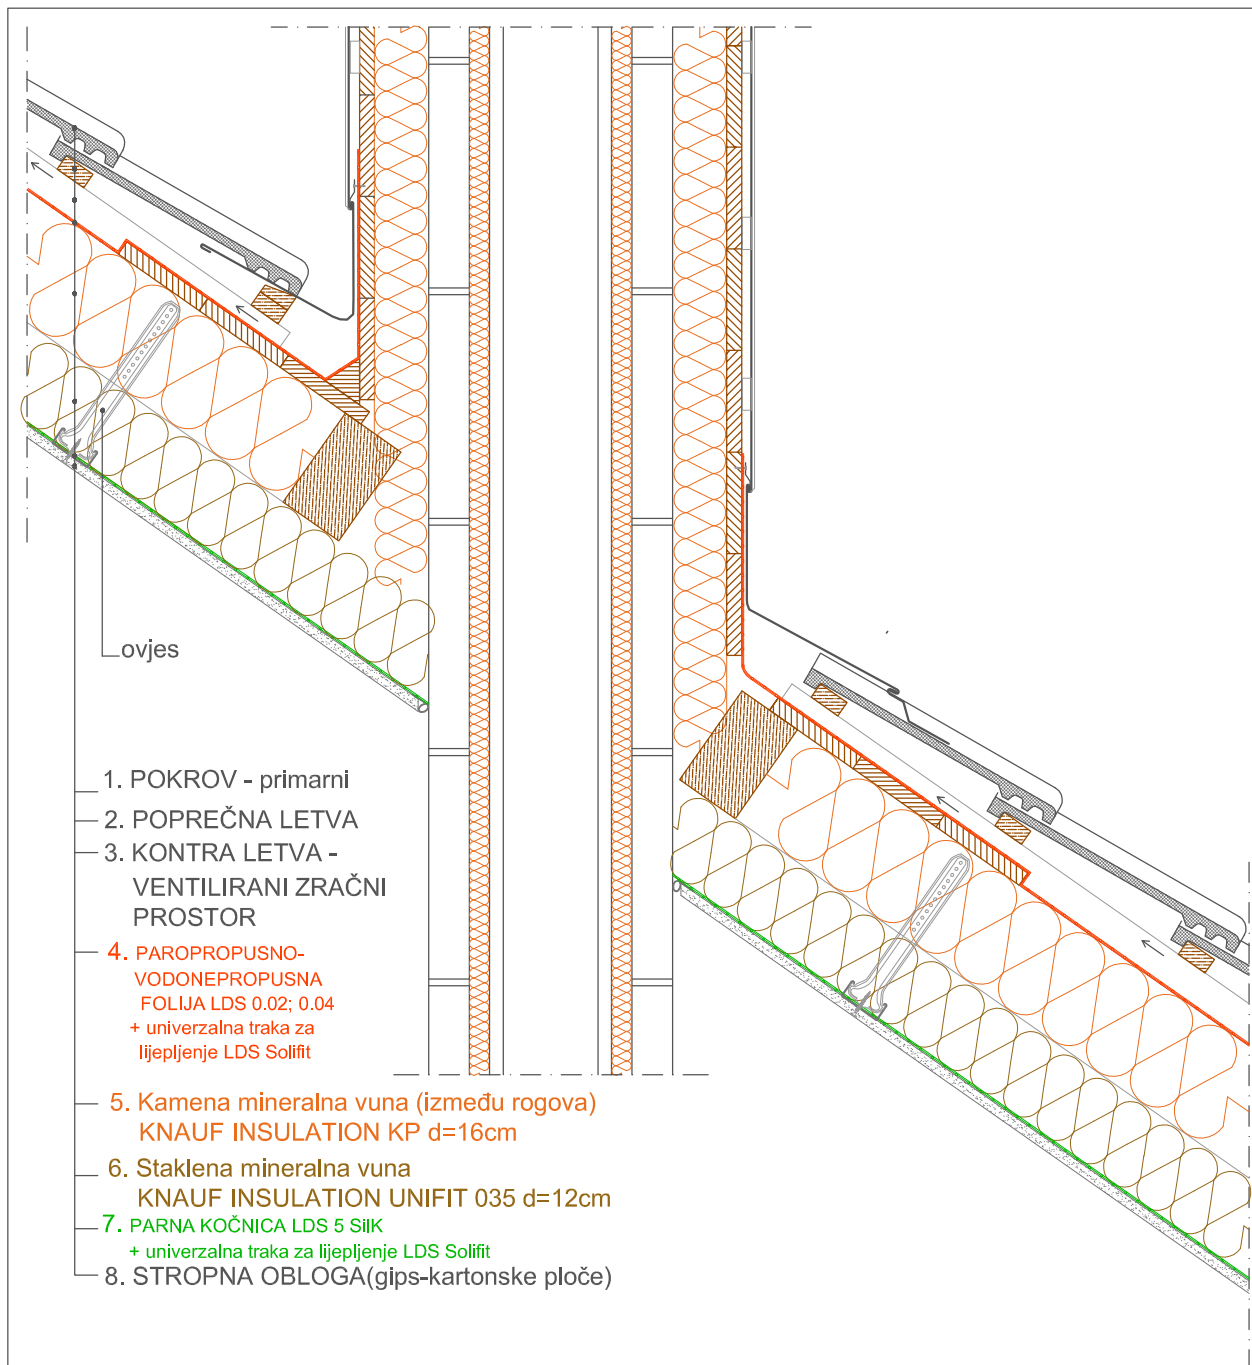 ovjes
1. POKROV - primarni
2. POPREČNA LETVA
3. KONTRA LETVA -
VENTILIRANI ZRAČNI
PROSTOR
4. PAROPROPUSNO-
VODONEPROPUSNA
FOLIJA LDS 0.02; 0.04
+ univerzalna traka za
lijepljenje LDS Solifit
5. Kamena mineralna vuna (između rogova)
KNAUF INSULATION KP d=16cm
6. Staklena mineralna vuna
KNAUF INSULATION UNIFIT 035 d=12cm
7. PARNA KOČNICA LDS 5 SilK
+ univerzalna traka za lijepljenje LDS Solifit
8. STROPNA OBLOGA(gips-kartonske ploče)